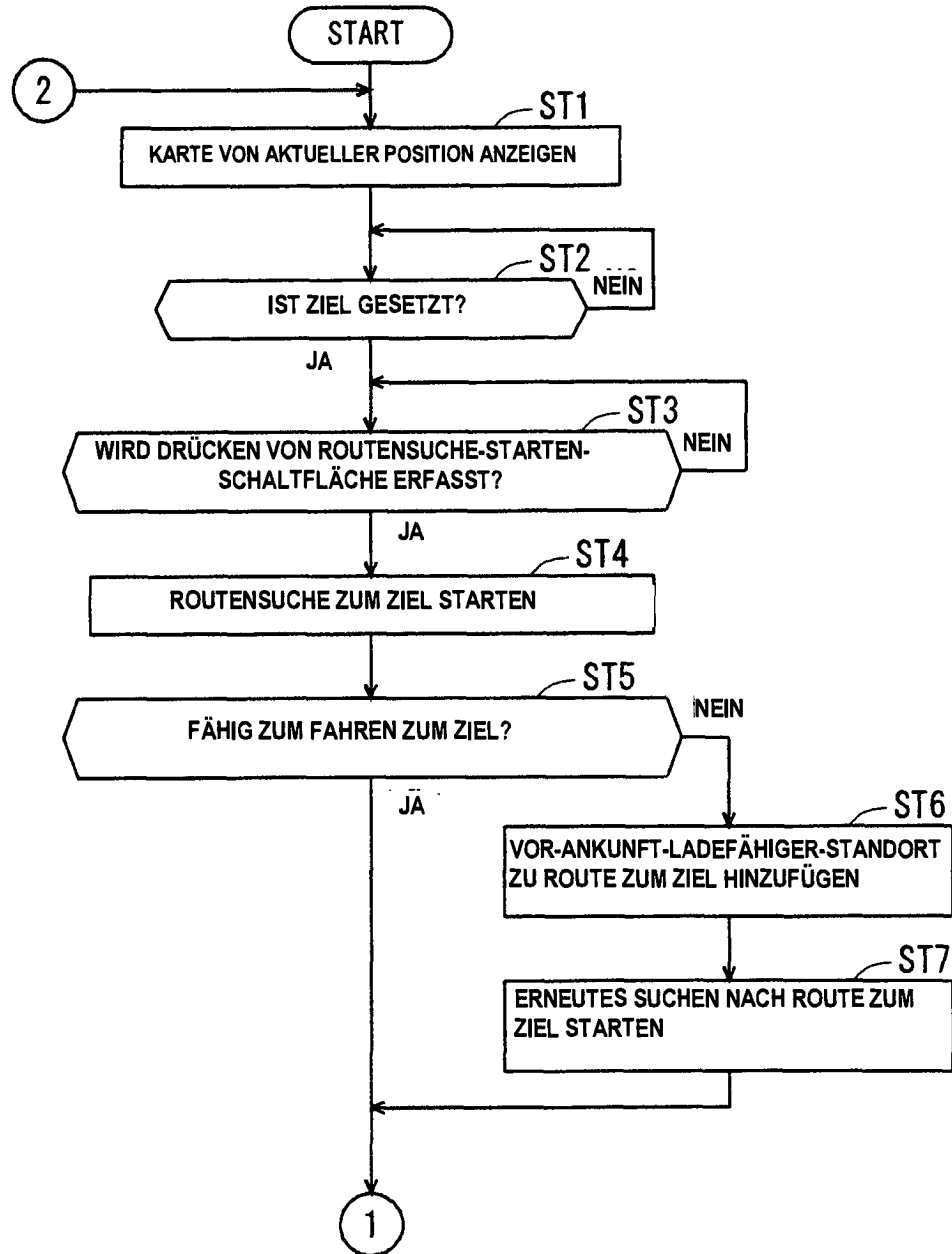 START
2
ST1
KARTE VON AKTUELLER POSITION ANZEIGEN
ST2
NEIN
IST ZIEL GESETZT?
JA
ST3
NEIN
WIRD DRÜCKEN VON ROUTENSUCHE-STARTEN-
SCHALTFLÄCHE ERFASST?
JA
ST4
ROUTENSUCHE ZUM ZIEL STARTEN
ST5
NEIN
FÄHIG ZUM FAHREN ZUM ZIEL?
JA
ST6
VOR-ANKUNFT-LADEFÄHIGER-STANDORT
ZU ROUTE ZUM ZIEL HINZUFÜGEN
ST7
ERNEUTES SUCHEN NACH ROUTE ZUM
ZIEL STARTEN
1